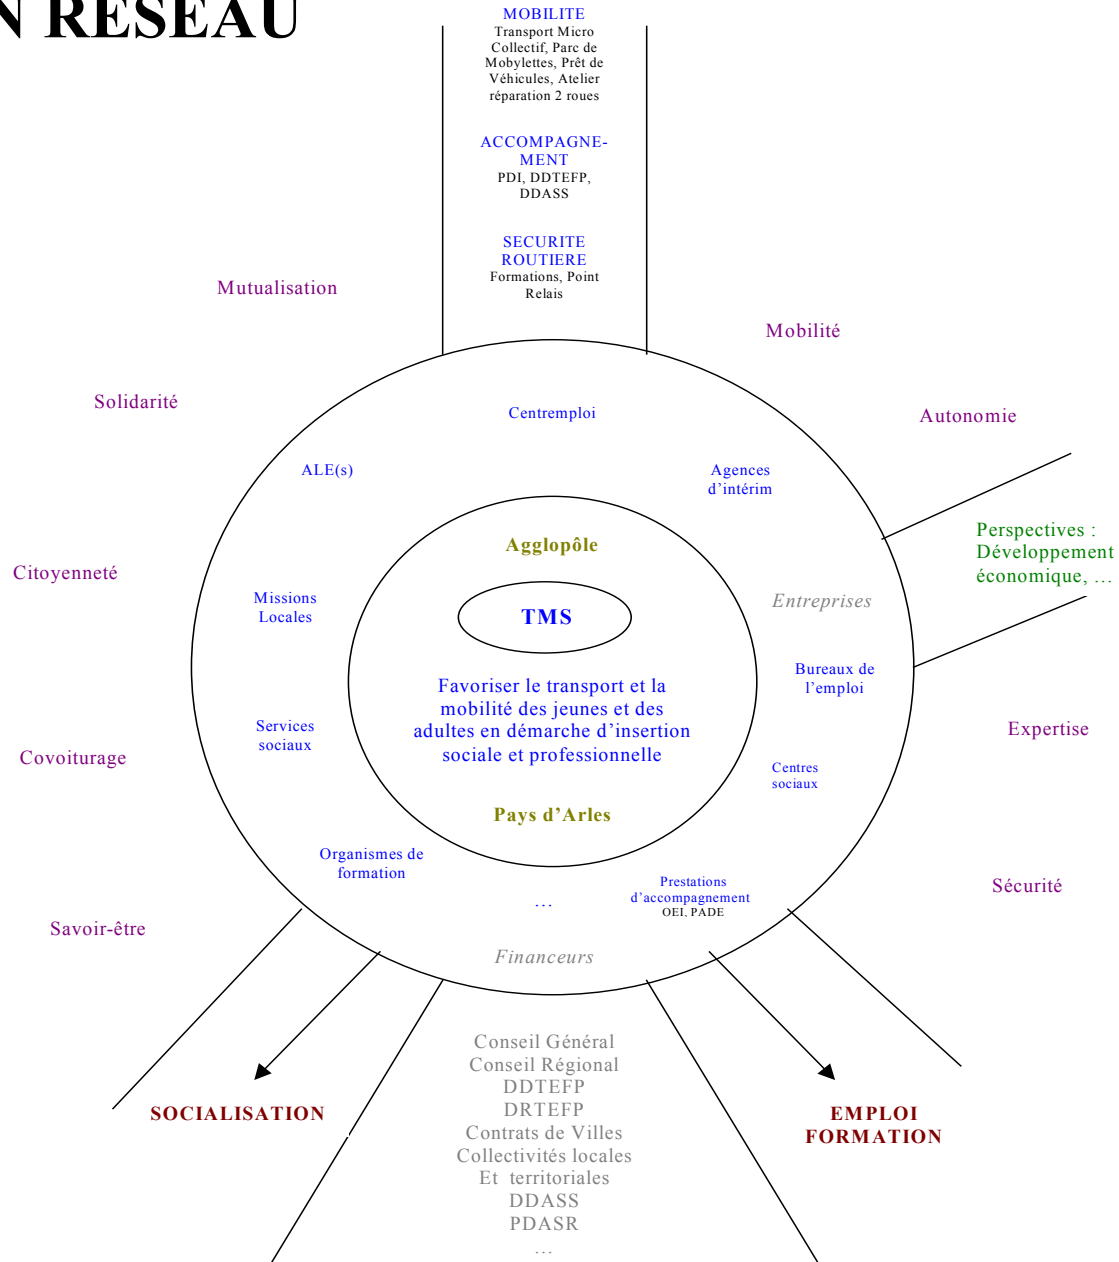 N RESEAU
MOBILITE
Transport Micro
Collectif, Parc de
Mobylettes, Prêt de
Véhicules, Atelier
réparation 2 roues
ACCOMPAGNE-
MENT
PDI, DDTEFP,
DDASS
SECURITE
ROUTIERE
Formations, Point
Relais
Mutualisation
Mobilité
Solidarité
Autonomie
Centremploi
ALE(s)
Agences
d’intérim
Perspectives :
Développement
économique, …
Agglopôle
Citoyenneté
Missions
Locales
Entreprises
TMS
Bureaux de
l’emploi
Favoriser le transport et la
mobilité des jeunes et des
adultes en démarche d’insertion
sociale et professionnelle
Services
sociaux
Expertise
Covoiturage
Centres
sociaux
Pays d’Arles
Organismes de
formation
Prestations
d’accompagnement
OEI, PADE
…
Sécurité
Savoir-être
Financeurs
Conseil Général
Conseil Régional
DDTEFP
DRTEFP
Contrats de Villes
Collectivités locales
Et territoriales
DDASS
PDASR
…
SOCIALISATION
EMPLOI
FORMATION